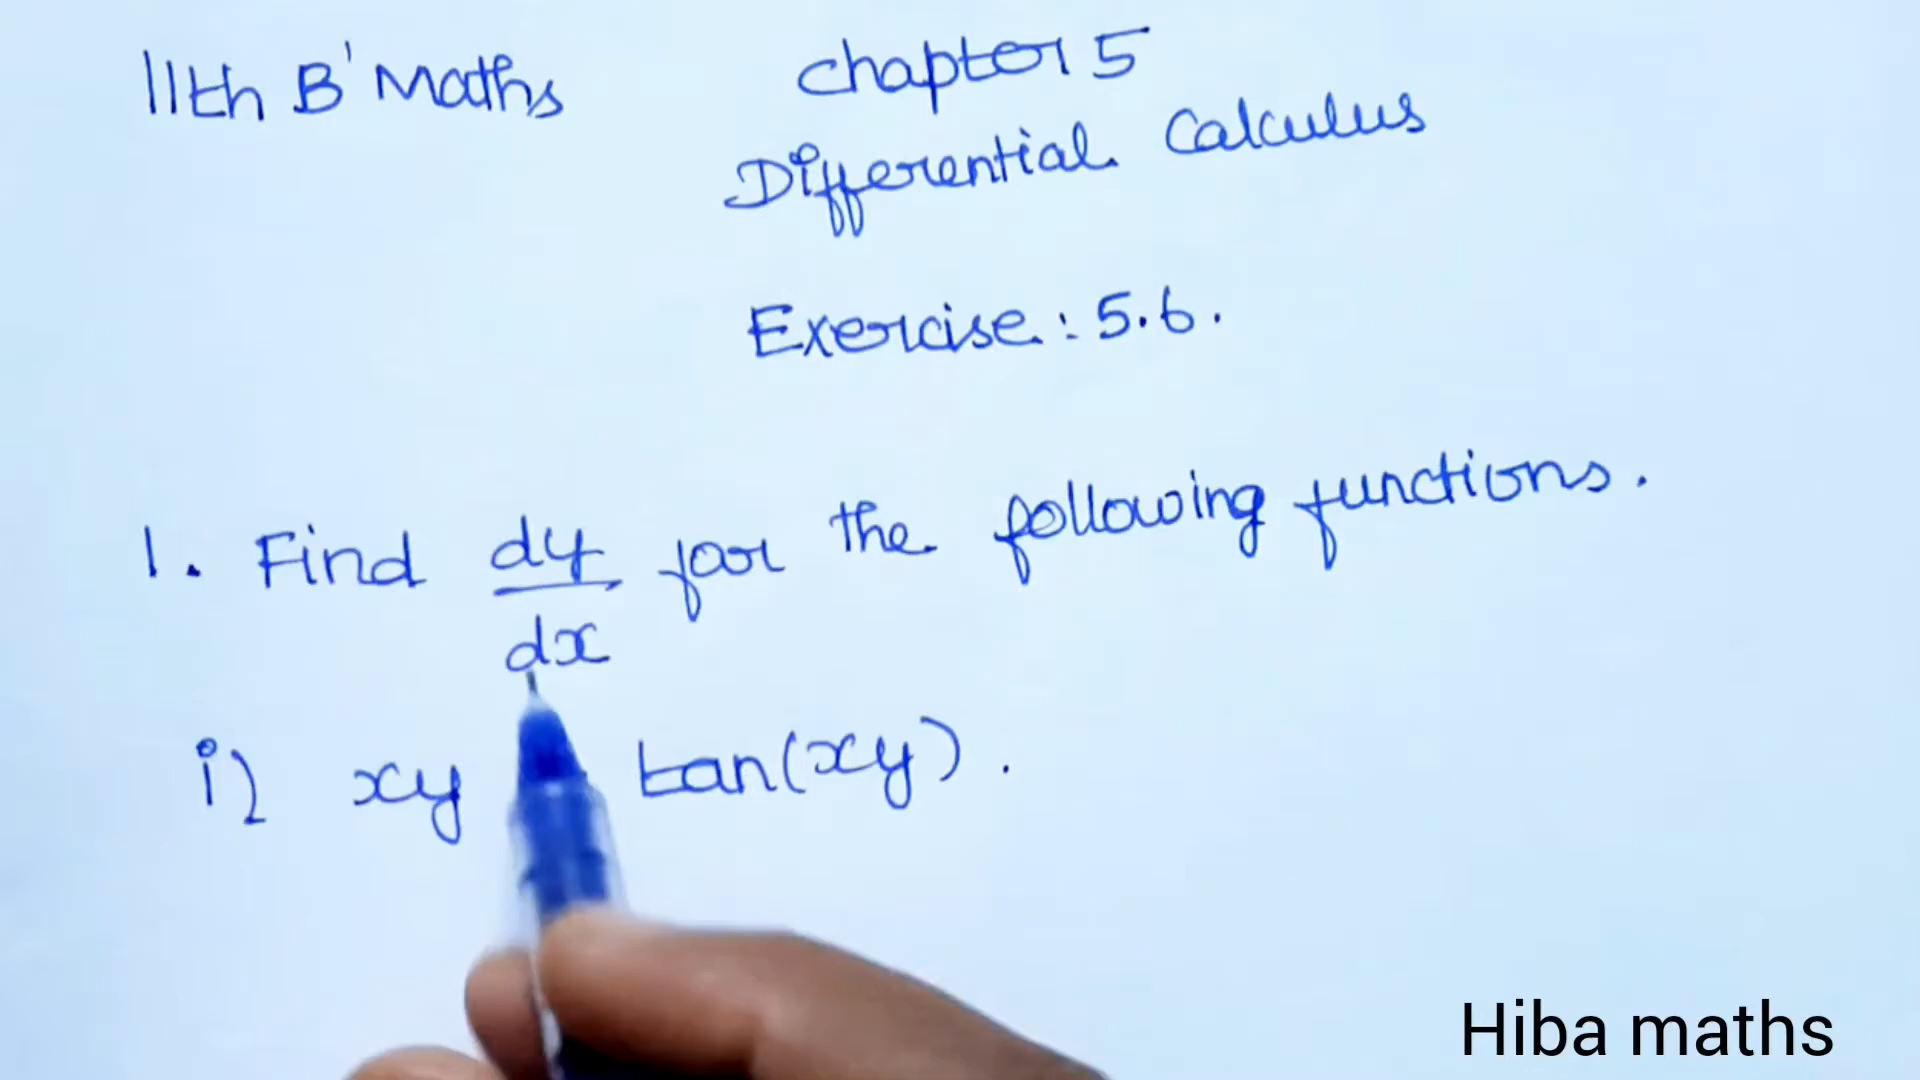 11th B' Maths
Chapter 5
Differential Calculus
Exercise : 5.6.
1. Find dy/dx for the following functions.
i) xy tan(xy).
Hiba maths